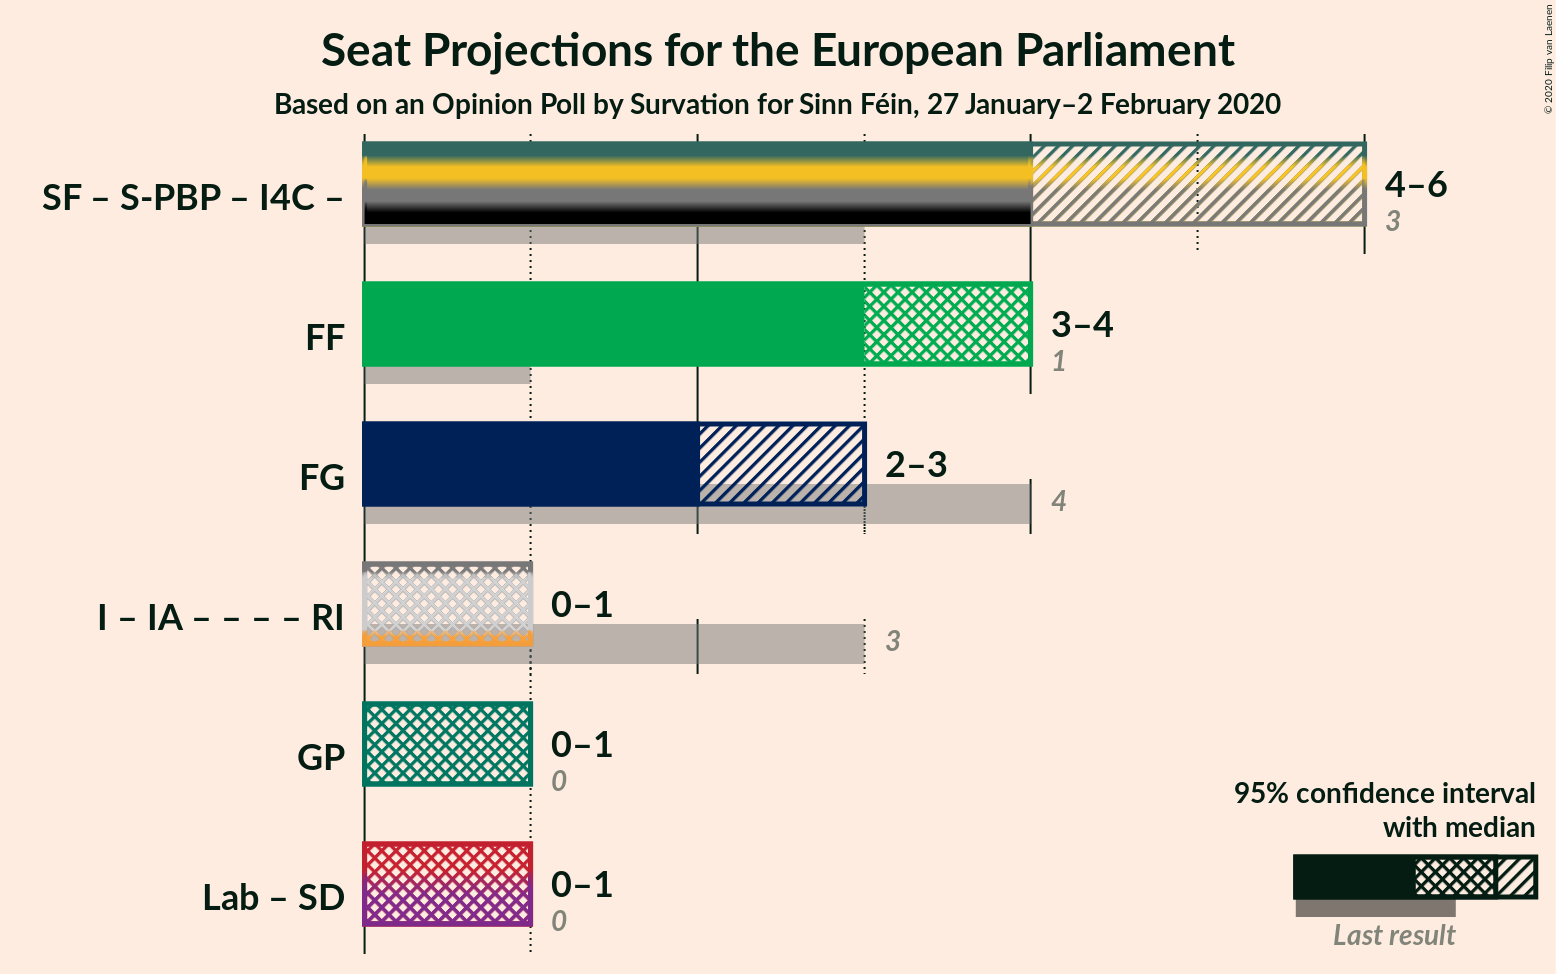 Seat Projections for the European Parliament
Based on an Opinion Poll by Survation for Sinn Féin, 27 January–2 February 2020
© 2020 Filip van Laenen
SF – S-PBP – I4C –
4–6
3
FF
3–4
1
FG
2–3
4
I – IA – – – – RI
0–1
3
GP
0–1
0
Lab – SD
0–1
0
95% confidence interval
with median
Last result